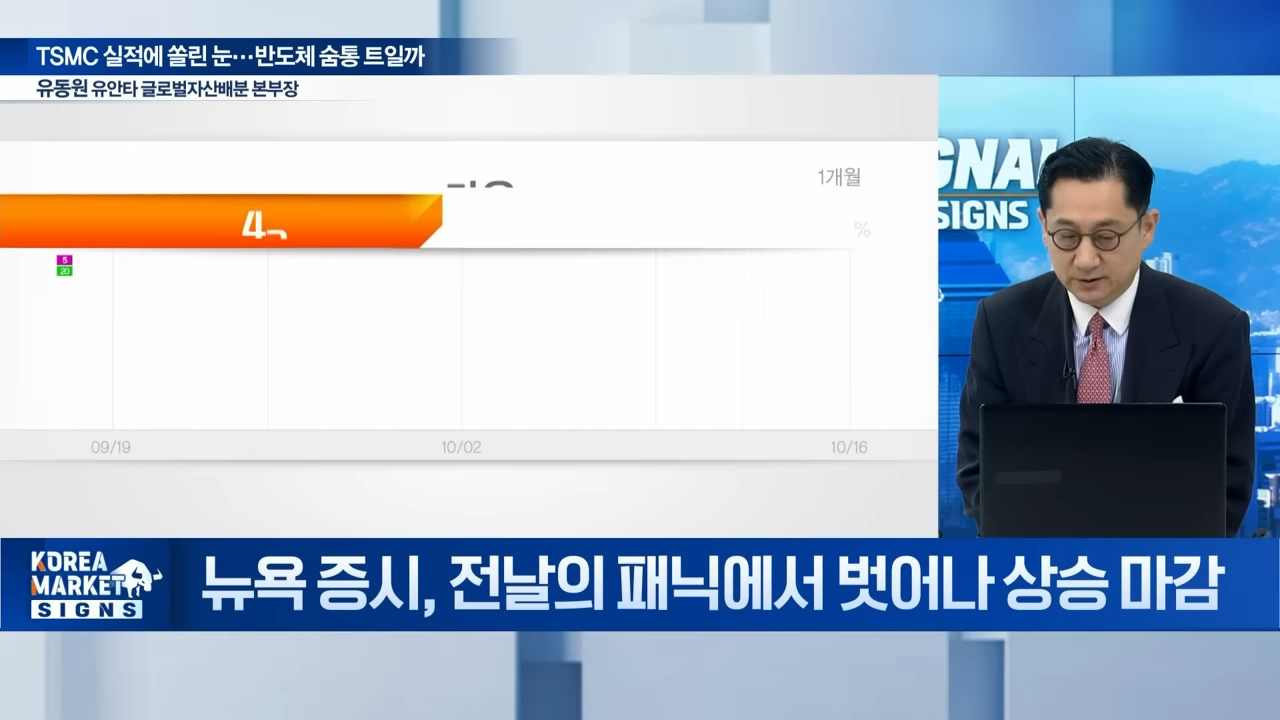 TSMC 실적에 쏠린 눈…반도체 숨통 트일까
유동원 유안타 글로벌자산배분 본부장
1개월
%
5
20
09/19
10/02
10/16
SIGNS
KOREA
MARKET
SIGNS
뉴욕 증시, 전날의 패닉에서 벗어나 상승 마감